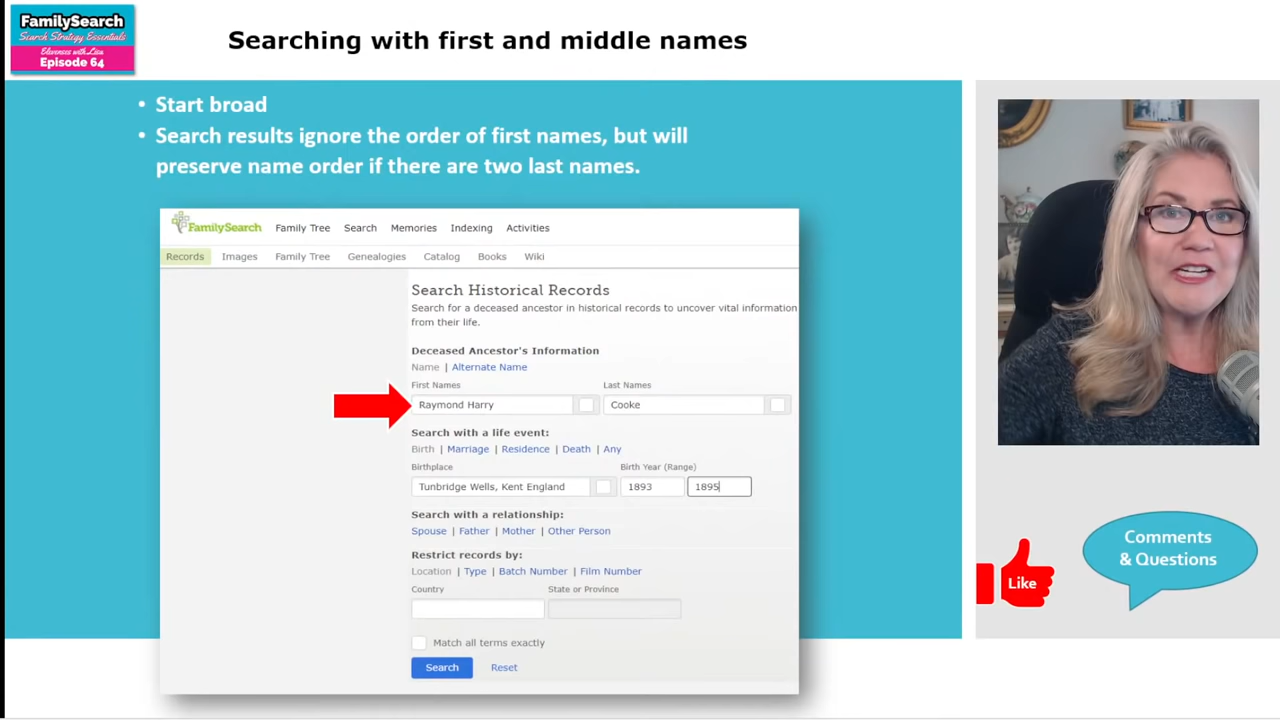 FamilySearch
Search Strategy Essentials
Elevenses with Lisa
Episode 64
Searching with first and middle names
• Start broad
• Search results ignore the order of first names, but will
preserve name order if there are two last names.
FamilySearch Family Tree Search Memories Indexing Activities
Records Images Family Tree Genealogies Catalog Books Wiki
Search Historical Records
Search for a deceased ancestor in historical records to uncover vital information
from their life.
Deceased Ancestor's Information
Name | Alternate Name
First Names Last Names
Raymond Harry Cooke
Search with a life event:
Birth | Marriage | Residence | Death | Any
Birthplace Birth Year (Range)
Tunbridge Wells, Kent England 1893 1895
Search with a relationship:
Spouse | Father | Mother | Other Person
Restrict records by:
Location | Type | Batch Number | Film Number
Country State or Province
Match all terms exactly
Search Reset
Like
Comments
& Questions